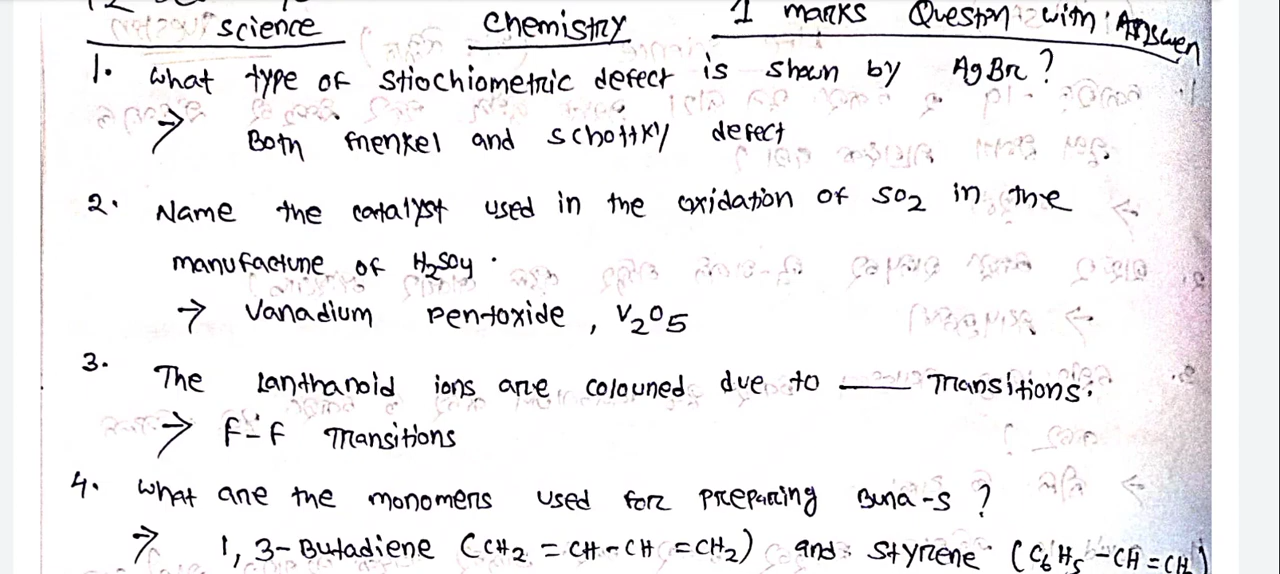 science chemistry 1 marks Question with Answer
1. what type of stiochiometric defect is shown by AgBr ?
→ Both frenkel and schottky defect
2. Name the catalyst used in the oxidation of SO2 in the
manufacture of H2SO4 .
→ Vanadium pentoxide , V2O5
3. The Lanthanoid ions are coloured due to —— Transitions.
→ f-f Transitions
4. what are the monomers used for preparing Buna-s ?
→ 1, 3-Butadiene (CH2 = CH - CH = CH2) and styrene (C6H5 -CH = CH